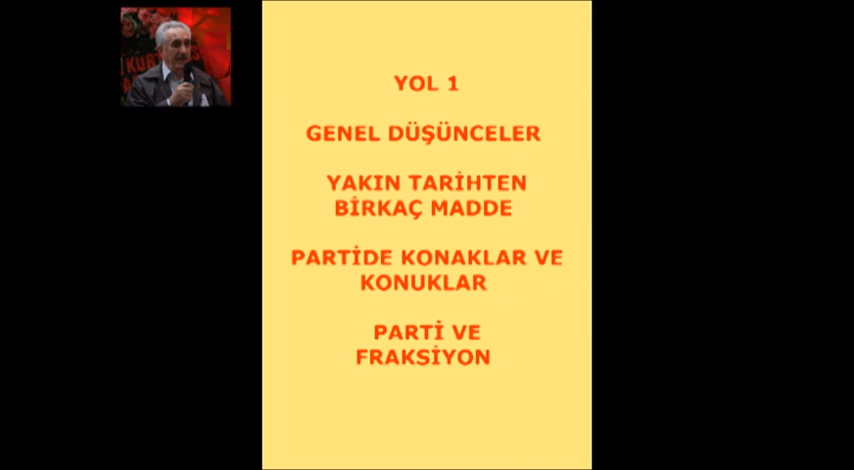 YOL 1
GENEL DÜŞÜNCELER
YAKIN TARİHTEN
BİRKAÇ MADDE
PARTİDE KONAKLAR VE
KONUKLAR
PARTİ VE
FRAKSİYON